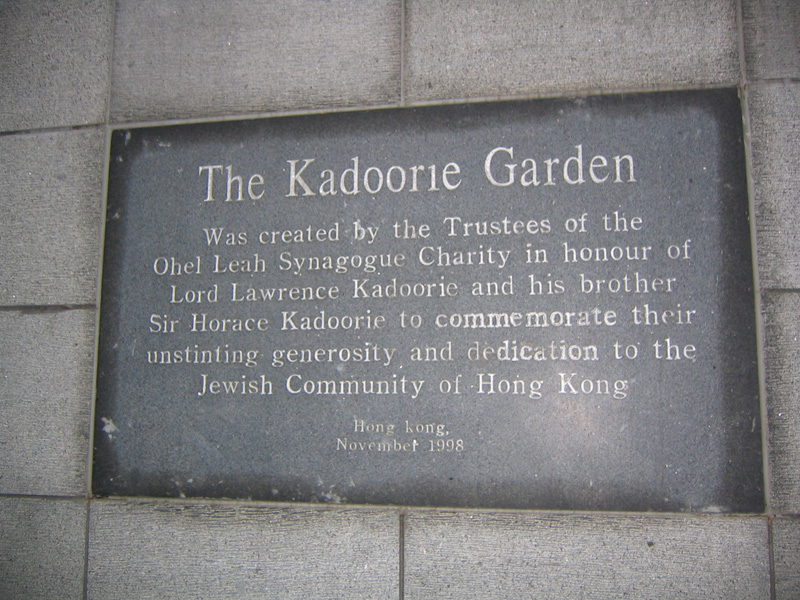 The Kadoorie Garden
Was created by the Trustees of the
Ohel Leah Synagogue Charity in honour of
Lord Lawrence Kadoorie and his brother
Sir Horace Kadoorie to commemorate their
unstinting generosity and dedication to the
Jewish Community of Hong Kong
Hong kong,
November 1998